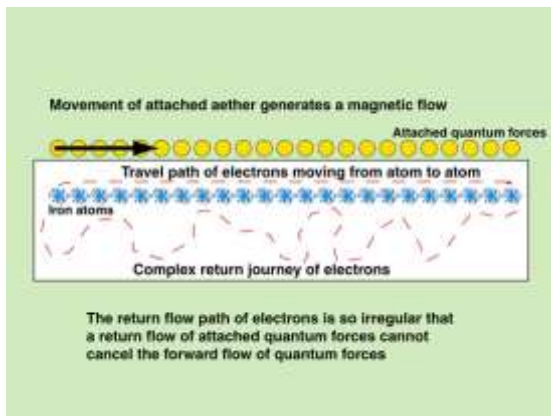 Movement of attached aether generates a magnetic flow
Attached quantum forces
Travel path of electrons moving from atom to atom
Iron atoms
Complex return journey of electrons
The return flow path of electrons is so irregular that
a return flow of attached quantum forces cannot
cancel the forward flow of quantum forces